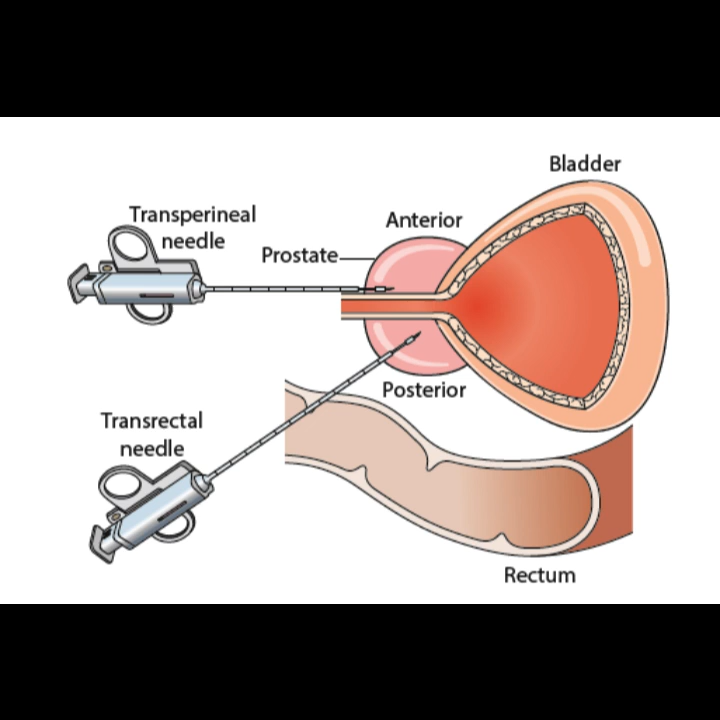 Bladder
Transperineal
needle
Anterior
Prostate
Posterior
Transrectal
needle
Rectum